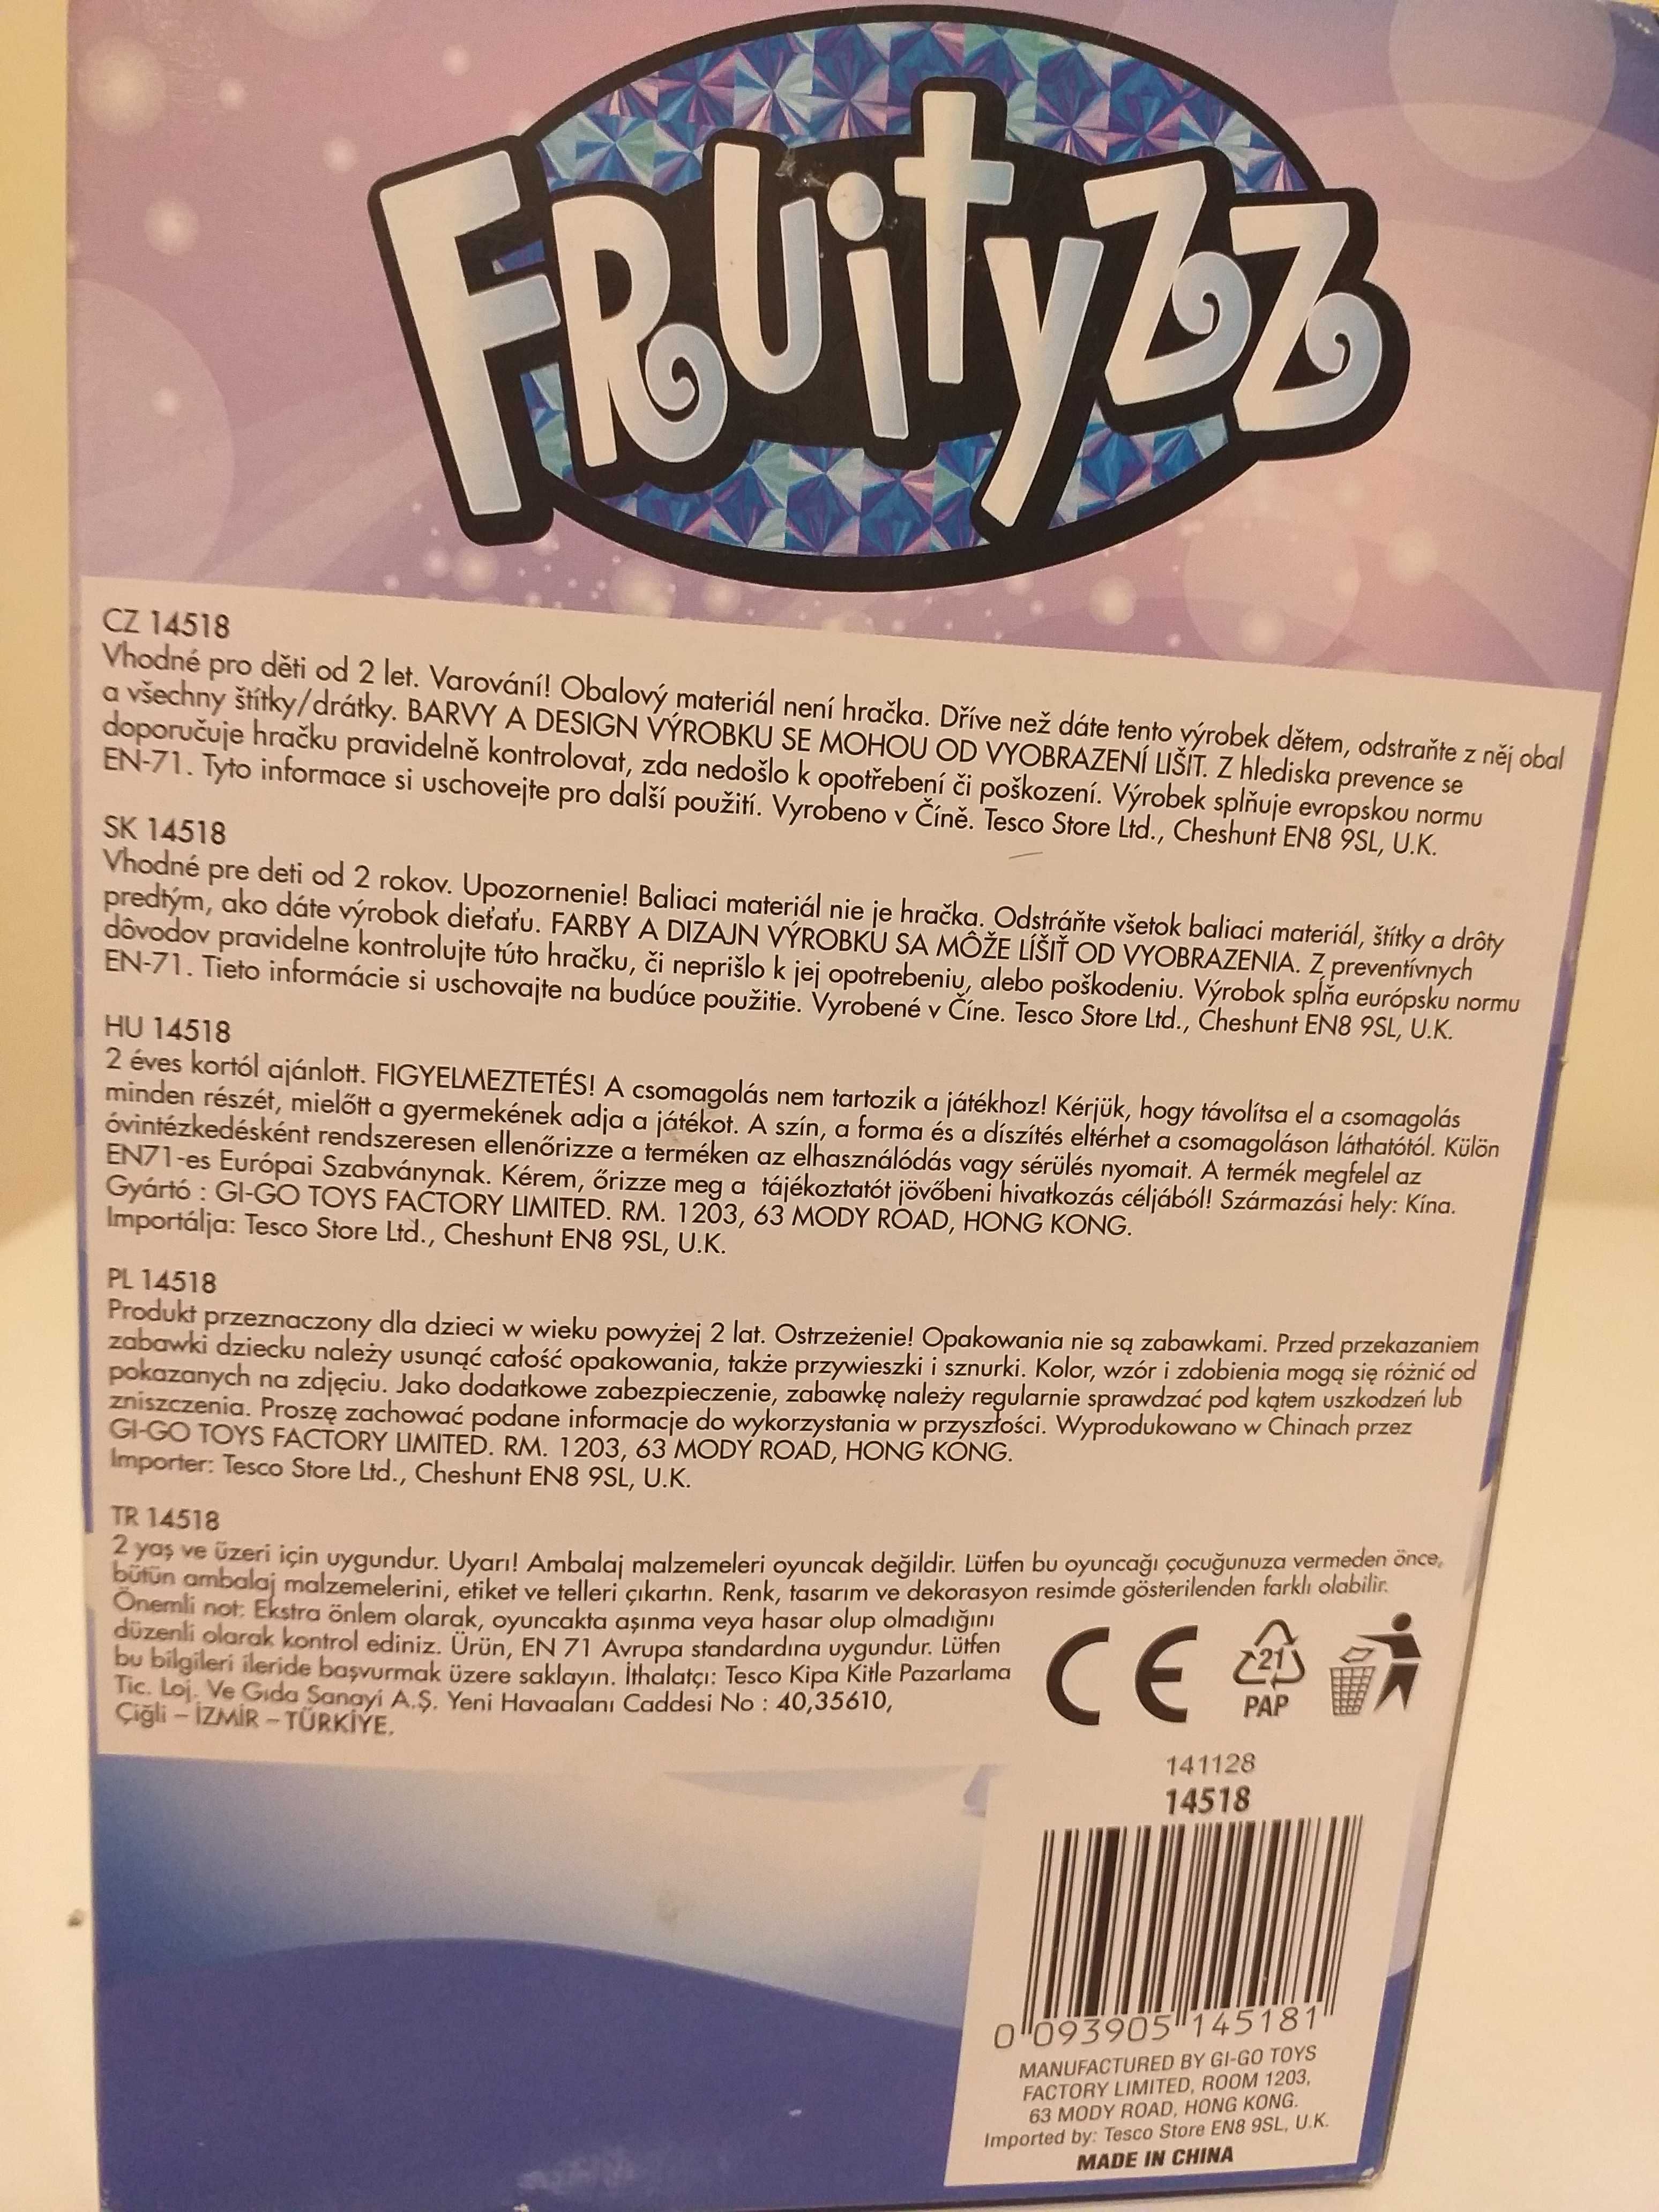 FRUityZZ
CZ 14518
Vhodné pro děti od 2 let. Varování! Obalový materiál není hračka. Dříve než dáte tento výrobek dětem, odstraňte z něj obal
a všechny štítky/drátky. BARVY A DESIGN VÝROBKU SE MOHOU OD VYOBRAZENÍ LIŠIT. Z hlediska prevence se
doporučuje hračku pravidelně kontrolovat, zda nedošlo k opotřebení či poškození. Výrobek splňuje evropskou normu
EN-71. Tyto informace si uschovejte pro další použití. Vyrobeno v Číně. Tesco Store Ltd., Cheshunt EN8 9SL, U.K.
SK 14518
Vhodné pre deti od 2 rokov. Upozornenie! Baliaci materiál nie je hračka. Odstráňte všetok baliaci materiál, štítky a drôty
predtým, ako dáte výrobok dieťaťu. FARBY A DIZAJN VÝROBKU SA MÔŽE LÍŠIŤ OD VYOBRAZENIA. Z preventívnych
dôvodov pravidelne kontrolujte túto hračku, či neprišlo k jej opotrebeniu, alebo poškodeniu. Výrobok spĺňa európsku normu
EN-71. Tieto informácie si uschovajte na budúce použitie. Vyrobené v Číne. Tesco Store Ltd., Cheshunt EN8 9SL, U.K.
HU 14518
2 éves kortól ajánlott. FIGYELMEZTETÉS! A csomagolás nem tartozik a játékhoz! Kérjük, hogy távolítsa el a csomagolás
minden részét, mielőtt a gyermekének adja a játékot. A szín, a forma és a díszítés eltérhet a csomagoláson láthatótól. Külön
óvintézkedésként rendszeresen ellenőrizze a terméken az elhasználódás vagy sérülés nyomait. A termék megfelel az
EN71-es Európai Szabványnak. Kérem, őrizze meg a tájékoztatót jövőbeni hivatkozás céljából! Származási hely: Kína.
Gyártó : GI-GO TOYS FACTORY LIMITED. RM. 1203, 63 MODY ROAD, HONG KONG.
Importálja: Tesco Store Ltd., Cheshunt EN8 9SL, U.K.
PL 14518
Produkt przeznaczony dla dzieci w wieku powyżej 2 lat. Ostrzeżenie! Opakowania nie są zabawkami. Przed przekazaniem
zabawki dziecku należy usunąć całość opakowania, także przywieszki i sznurki. Kolor, wzór i zdobienia mogą się różnić od
pokazanych na zdjęciu. Jako dodatkowe zabezpieczenie, zabawkę należy regularnie sprawdzać pod kątem uszkodzeń lub
zniszczenia. Proszę zachować podane informacje do wykorzystania w przyszłości. Wyprodukowano w Chinach przez
GI-GO TOYS FACTORY LIMITED. RM. 1203, 63 MODY ROAD, HONG KONG.
Importer: Tesco Store Ltd., Cheshunt EN8 9SL, U.K.
TR 14518
2 yaş ve üzeri için uygundur. Uyarı! Ambalaj malzemeleri oyuncak değildir. Lütfen bu oyuncağı çocuğunuza vermeden önce,
bütün ambalaj malzemelerini, etiket ve telleri çıkartın. Renk, tasarım ve dekorasyon resimde gösterilenden farklı olabilir.
Önemli not: Ekstra önlem olarak, oyuncakta aşınma veya hasar olup olmadığını
düzenli olarak kontrol ediniz. Ürün, EN 71 Avrupa standardına uygundur. Lütfen
bu bilgileri ileride başvurmak üzere saklayın. İthalatçı: Tesco Kipa Kitle Pazarlama
Tic. Loj. Ve Gıda Sanayi A.Ş. Yeni Havaalanı Caddesi No : 40,35610,
Çiğli – İZMİR – TÜRKİYE.
CE
21
PAP
141128
14518
0 093905 145181
MANUFACTURED BY GI-GO TOYS
FACTORY LIMITED, ROOM 1203,
63 MODY ROAD, HONG KONG.
Imported by: Tesco Store EN8 9SL, U.K.
MADE IN CHINA